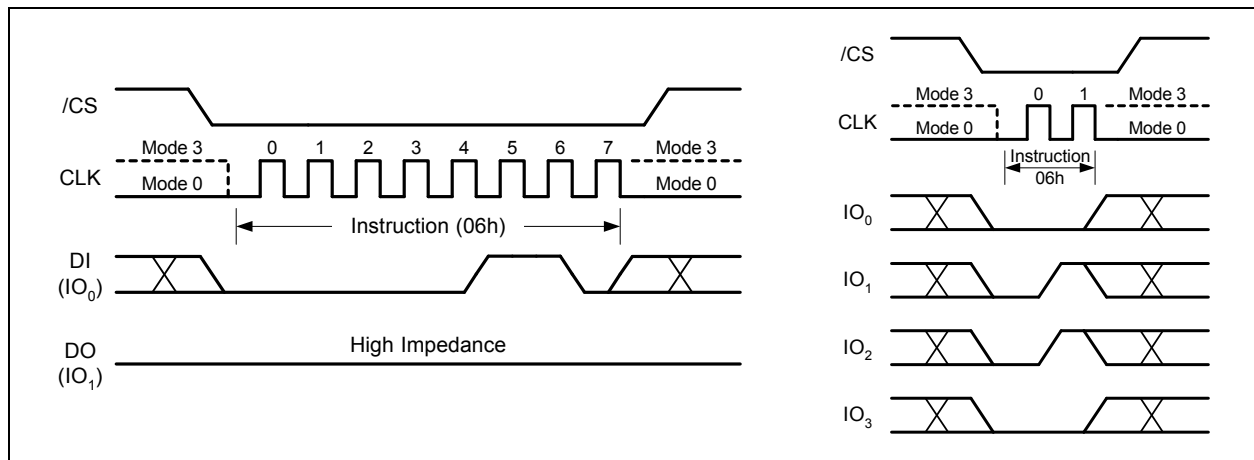 /CS
Mode 3 0 1 2 3 4 5 6 7 Mode 3
CLK Mode 0 Mode 0
Instruction (06h)
DI
(IO₀)
High Impedance
DO
(IO₁)
/CS
Mode 3 0 1 Mode 3
CLK Mode 0 Mode 0
Instruction
06h
IO₀
IO₁
IO₂
IO₃